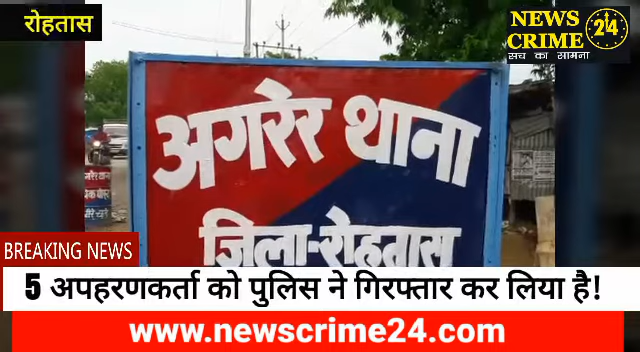 रोहतास
NEWS
CRIME 24
सच का सामना
अगरेर थाना
जिला-रोहतास
BREAKING NEWS
5 अपहरणकर्ता को पुलिस ने गिरफ्तार कर लिया है!
www.newscrime24.com